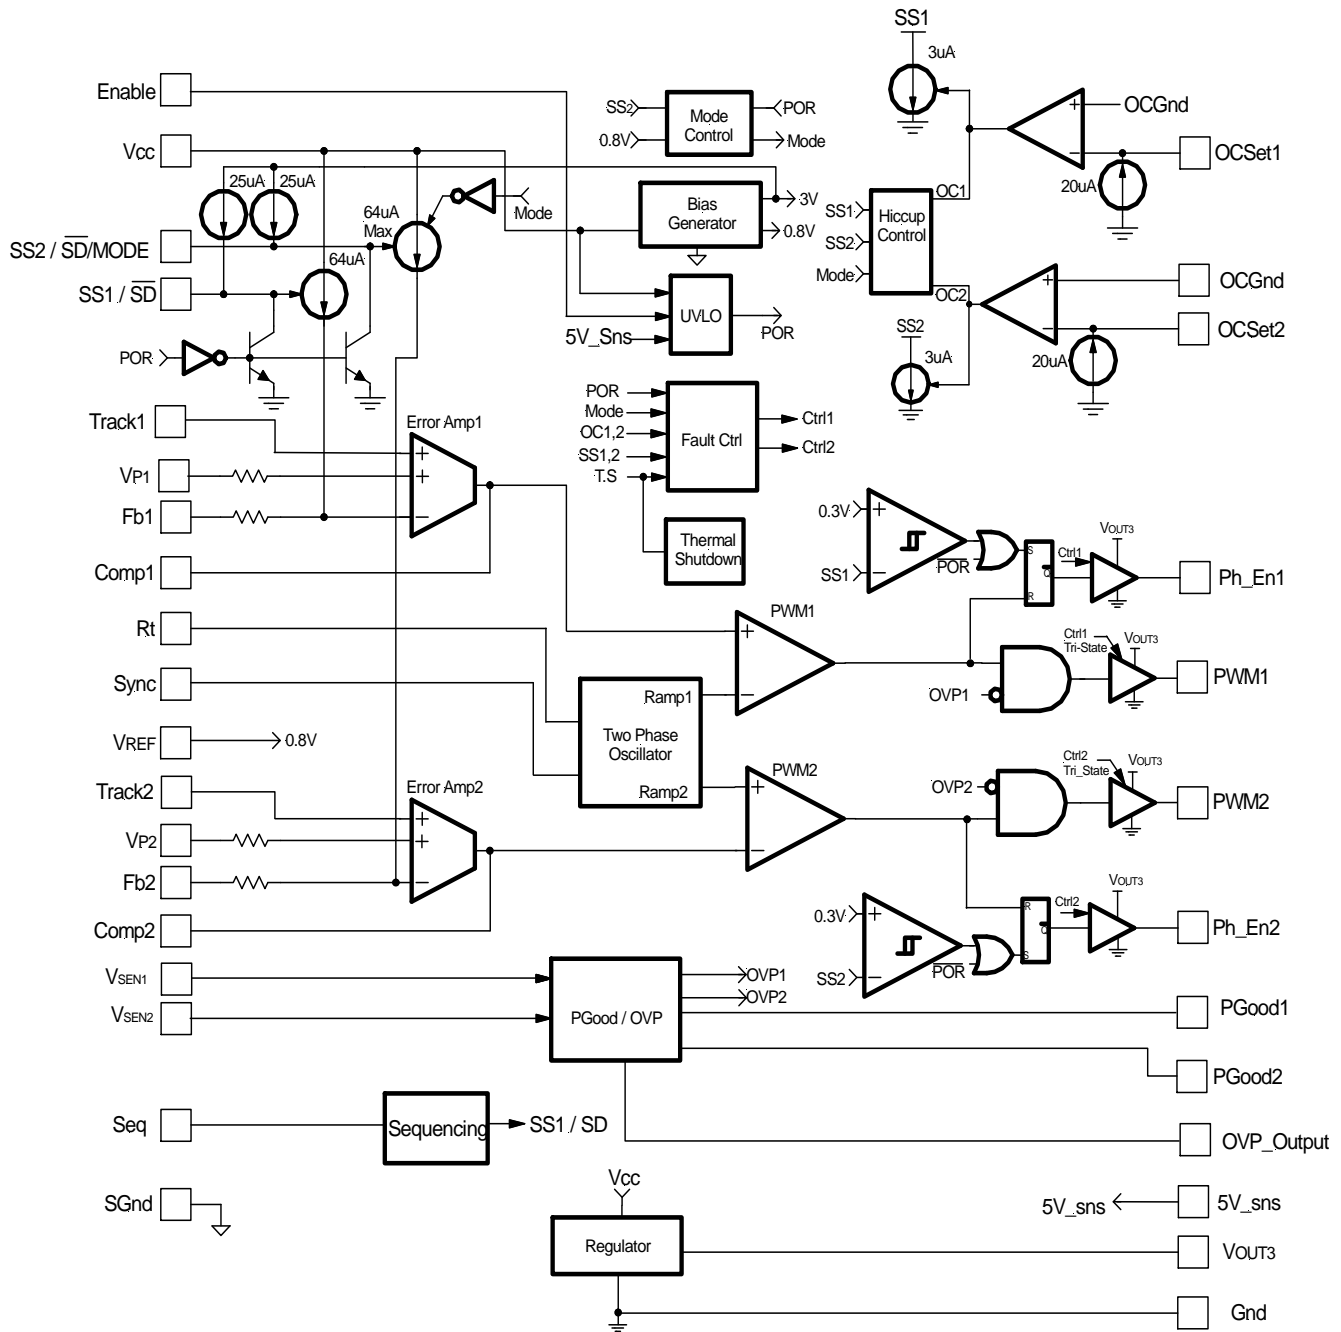 SS1
3uA
Enable
SS2
Mode
Control
POR
0.8V
Mode
OCGnd
OCSet1
20uA
Vcc
25uA
25uA
64uA
Max
Mode
Bias
Generator
3V
0.8V
SS1
SS2
Mode
Hiccup
Control
OC1
OC2
SS2 / SD/MODE
64uA
SS1 / SD
UVLO
5V_Sns
POR
OCGnd
OCSet2
20uA
SS2
3uA
POR
Track1
Error Amp1
VP1
Fb1
Comp1
POR
Mode
OC1,2
SS1,2
T.S
Fault Ctrl
Ctrl1
Ctrl2
Thermal
Shutdown
0.3V
SS1
POR
S
Q
R
Ctrl1
VOUT3
Ph_En1
Rt
PWM1
Ctrl1
Tri-State
VOUT3
PWM1
OVP1
Sync
Ramp1
Two Phase
Oscillator
Ramp2
VREF
0.8V
PWM2
Ctrl2
Tri_State
VOUT3
OVP2
PWM2
Track2
Error Amp2
VP2
Fb2
Comp2
0.3V
SS2
POR
R
Q
S
Ctrl2
VOUT3
Ph_En2
VSEN1
VSEN2
PGood / OVP
OVP1
OVP2
PGood1
PGood2
Seq
Sequencing
SS1 / SD
OVP_Output
SGnd
Vcc
5V_sns
5V_sns
Regulator
VOUT3
Gnd